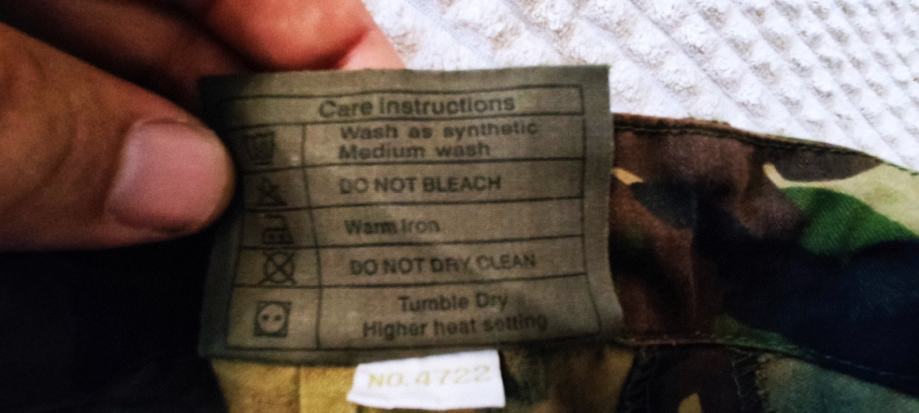 Care Instructions
Wash as synthetic
Medium wash
DO NOT BLEACH
Warm Iron
DO NOT DRY CLEAN
Tumble Dry
Higher heat setting
NO.4722